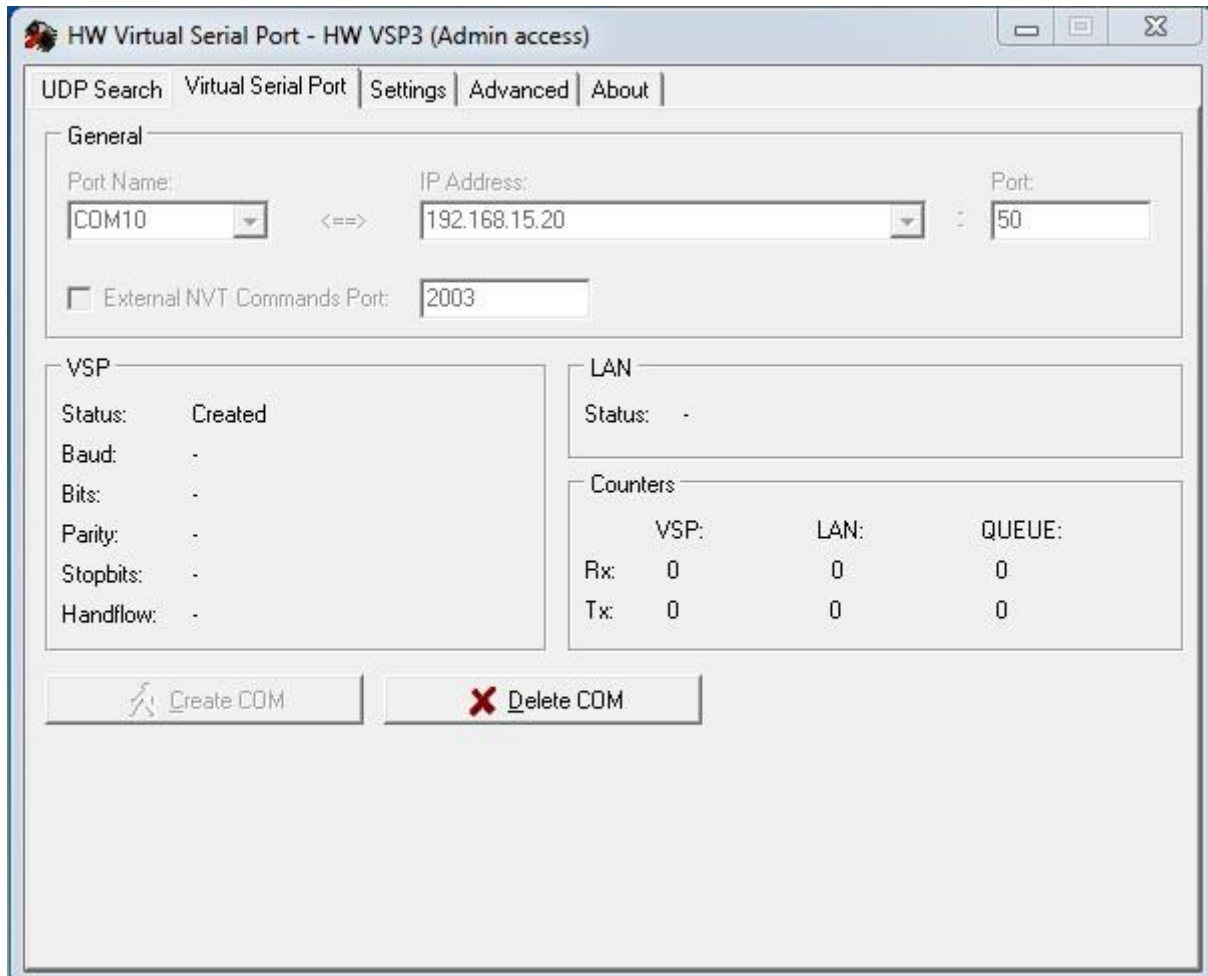 HW Virtual Serial Port - HW VSP3 (Admin access)
UDP Search Virtual Serial Port Settings Advanced About
General
Port Name: IP Address: Port:
COM10 <==> 192.168.15.20 : 50
External NVT Commands Port: 2003
VSP
Status: Created
Baud: -
Bits: -
Parity: -
Stopbits: -
Handflow: -
LAN
Status: -
Counters
VSP: LAN: QUEUE:
Rx: 0 0 0
Tx: 0 0 0
Create COM Delete COM